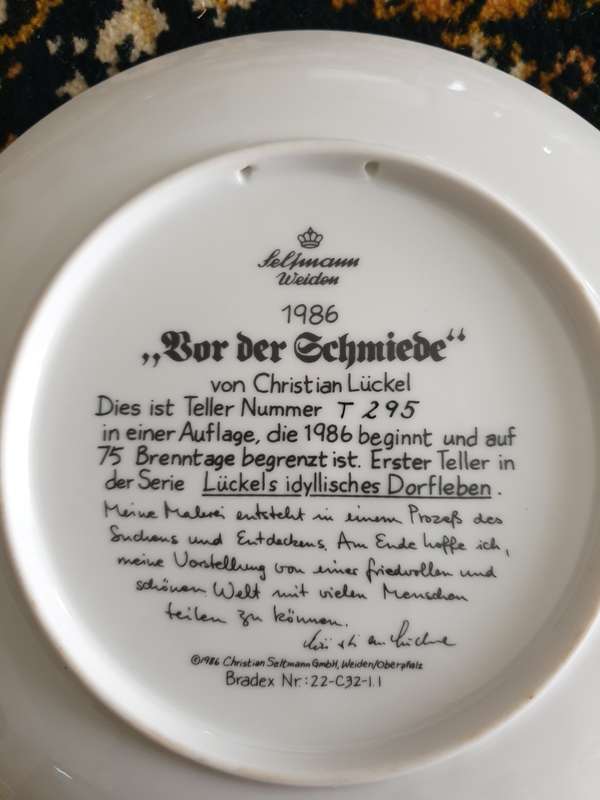 Seltmann
Weiden
1986
„Vor der Schmiede“
von Christian Lückel
Dies ist Teller Nummer T 295
in einer Auflage, die 1986 beginnt und auf
75 Brenntage begrenzt ist. Erster Teller in
der Serie Lückels idyllisches Dorfleben.
Meine Malerei entsteht in einem Prozeß des
Suchens und Entdeckens. Am Ende hoffe ich,
meine Vorstellung von einer friedvollen und
schönen Welt mit vielen Menschen
teilen zu können.
Christian Lückel
©1986 Christian Seltmann GmbH, Weiden/Oberpfalz
Bradex Nr.: 22-C32-1.1